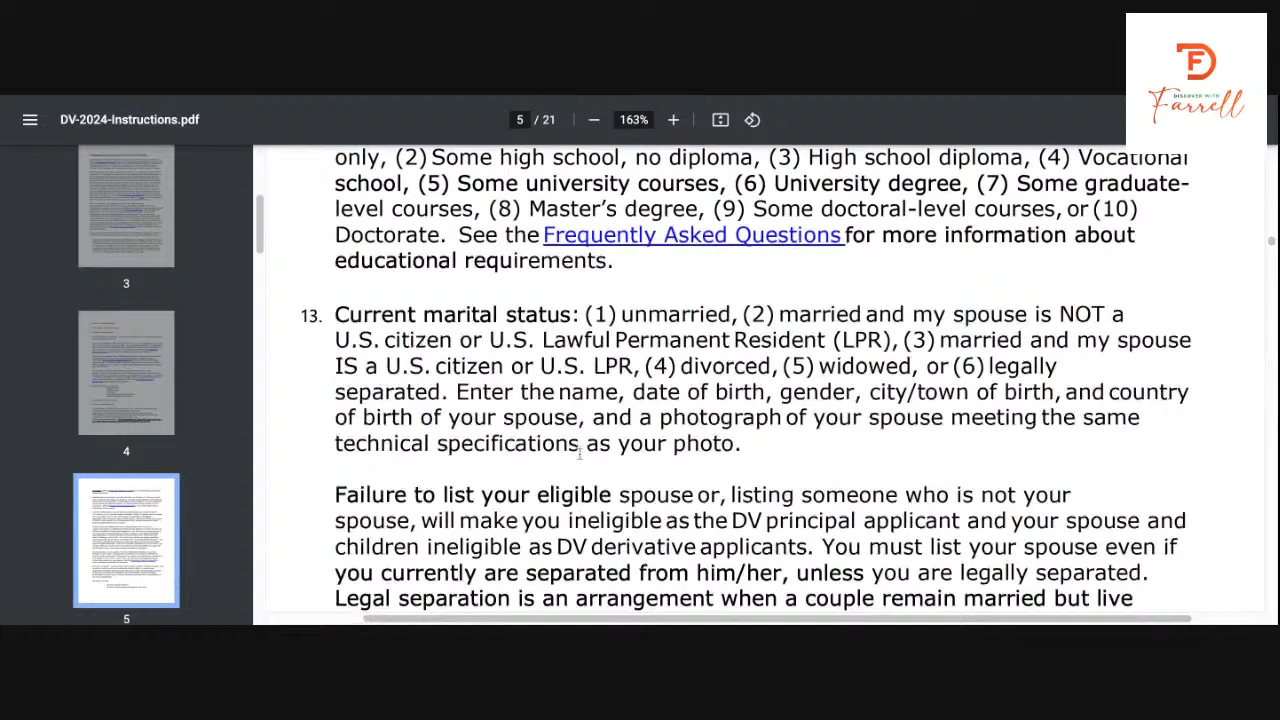 DISCOVER WITH
Farrell
DV-2024-Instructions.pdf
5 / 21
163%
3
4
5
only, (2) Some high school, no diploma, (3) High school diploma, (4) Vocational
school, (5) Some university courses, (6) University degree, (7) Some graduate-
level courses, (8) Master’s degree, (9) Some doctoral-level courses, or (10)
Doctorate. See the Frequently Asked Questions for more information about
educational requirements.
13. Current marital status: (1) unmarried, (2) married and my spouse is NOT a
U.S. citizen or U.S. Lawful Permanent Resident (LPR), (3) married and my spouse
IS a U.S. citizen or U.S. LPR, (4) divorced, (5) widowed, or (6) legally
separated. Enter the name, date of birth, gender, city/town of birth, and country
of birth of your spouse, and a photograph of your spouse meeting the same
technical specifications as your photo.
Failure to list your eligible spouse or, listing someone who is not your
spouse, will make you ineligible as the DV principal applicant and your spouse and
children ineligible as DV derivative applicants. You must list your spouse even if
you currently are separated from him/her, unless you are legally separated.
Legal separation is an arrangement when a couple remain married but live